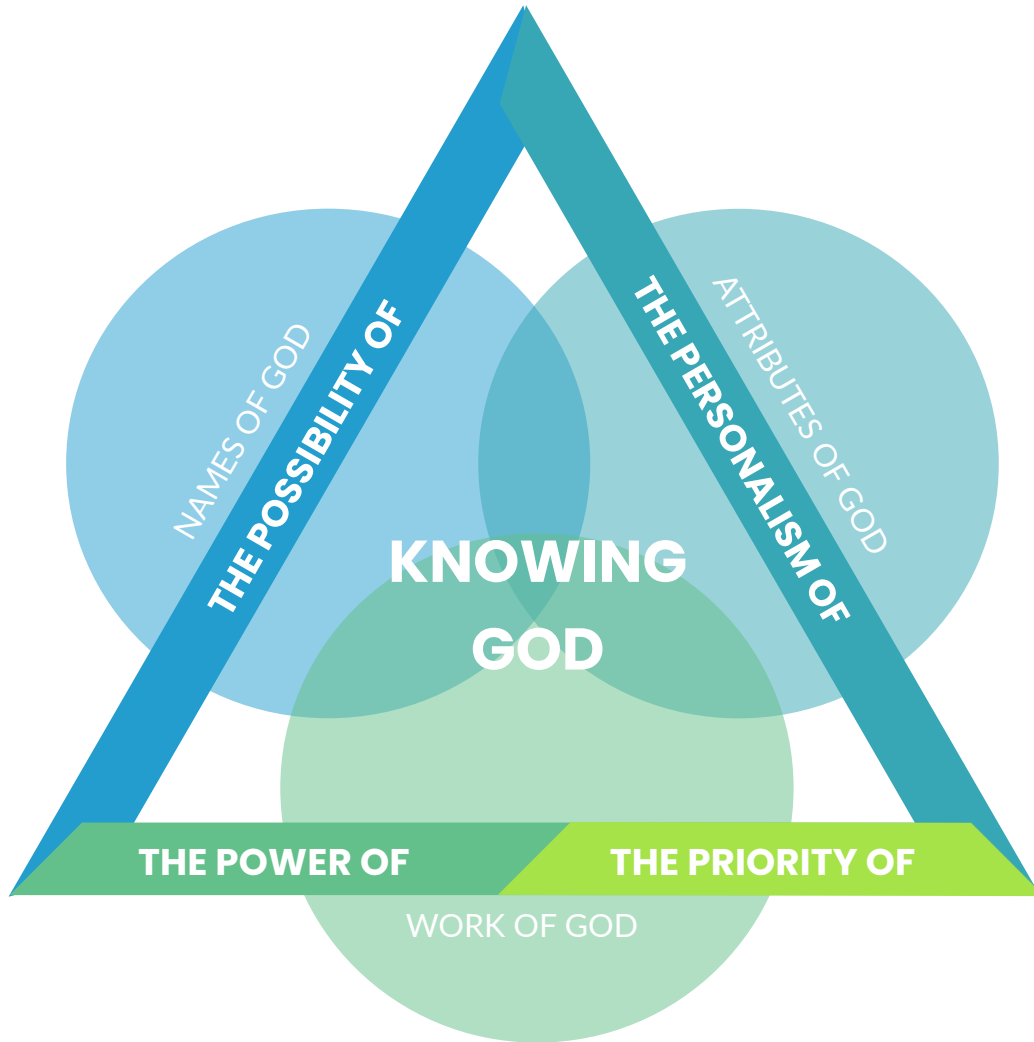 NAMES OF GOD
THE POSSIBILITY OF
THE PERSONALISM OF
ATTRIBUTES OF GOD
KNOWING
GOD
THE POWER OF
THE PRIORITY OF
WORK OF GOD